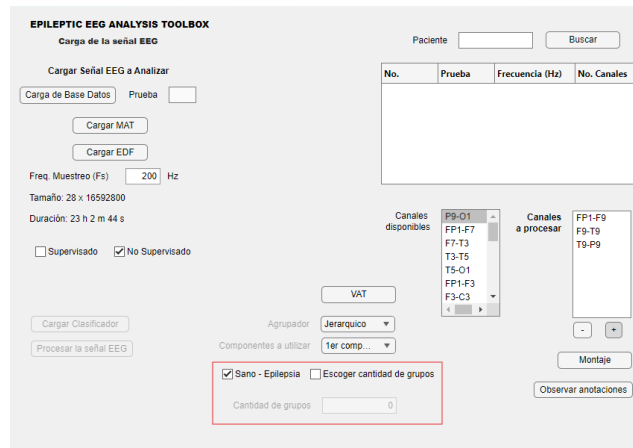 EPILEPTIC EEG ANALYSIS TOOLBOX
Carga de la señal EEG
Paciente
Buscar
Cargar Señal EEG a Analizar
No. Prueba Frecuencia (Hz) No. Canales
Carga de Base Datos Prueba
Cargar MAT
Cargar EDF
Freq. Muestreo (Fs) 200 Hz
Tamaño: 28 x 16592800
Duración: 23 h 2 m 44 s
Supervisado No Supervisado
Canales disponibles
P9-O1
FP1-F7
F7-T3
T3-T5
T5-O1
FP1-F3
F3-C3
Canales a procesar
FP1-F9
F9-T9
T9-P9
- +
VAT
Cargar Clasificador
Agrupador Jerarquico
Procesar la señal EEG
Componentes a utilizar 1er comp...
Montaje
Sano - Epilepsia Escoger cantidad de grupos
Observar anotaciones
Cantidad de grupos 0